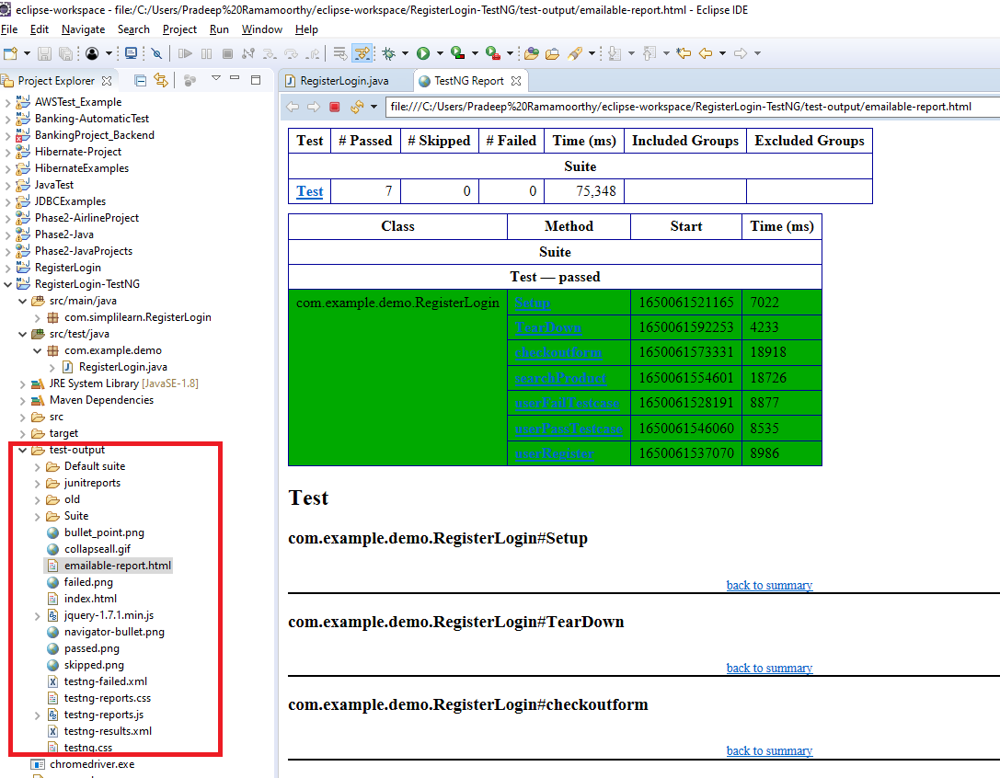 eclipse-workspace - file:/C:/Users/Pradeep%20Ramamoorthy/eclipse-workspace/RegisterLogin-TestNG/test-output/emailable-report.html - Eclipse IDE
File Edit Navigate Search Project Run Window Help
Project Explorer
AWSTest_Example
Banking-AutomaticTest
BankingProject_Backend
Hibernate-Project
HibernateExamples
JavaTest
JDBCExamples
Phase2-AirlineProject
Phase2-Java
Phase2-JavaProjects
RegisterLogin
RegisterLogin-TestNG
src/main/java
com.simplilearn.RegisterLogin
src/test/java
com.example.demo
RegisterLogin.java
JRE System Library [JavaSE-1.8]
Maven Dependencies
src
target
test-output
Default suite
junitreports
old
Suite
bullet_point.png
collapseall.gif
emailable-report.html
failed.png
index.html
jquery-1.7.1.min.js
navigator-bullet.png
passed.png
skipped.png
testng-failed.xml
testng-reports.css
testng-reports.js
testng-results.xml
testng.css
chromedriver.exe
RegisterLogin.java TestNG Report
file:///C:/Users/Pradeep%20Ramamoorthy/eclipse-workspace/RegisterLogin-TestNG/test-output/emailable-report.html
Test # Passed # Skipped # Failed Time (ms) Included Groups Excluded Groups
Suite
Test 7 0 0 75,348
Class Method Start Time (ms)
Suite
Test — passed
com.example.demo.RegisterLogin Setup 1650061521165 7022
TearDown 1650061592253 4233
checkoutform 1650061573331 18918
searchProduct 1650061554601 18726
userFailTestcase 1650061528191 8877
userPassTestcase 1650061546060 8535
userRegister 1650061537070 8986
Test
com.example.demo.RegisterLogin#Setup
back to summary
com.example.demo.RegisterLogin#TearDown
back to summary
com.example.demo.RegisterLogin#checkoutform
back to summary